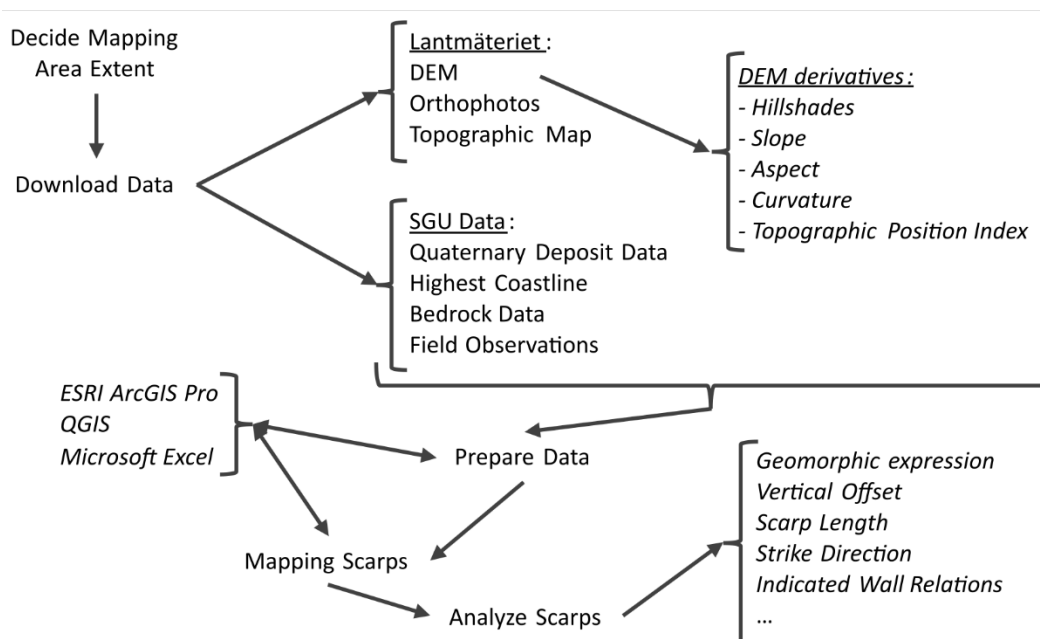 Decide Mapping
Area Extent
Download Data
Lantmäteriet :
DEM
Orthophotos
Topographic Map
DEM derivatives:
- Hillshades
- Slope
- Aspect
- Curvature
- Topographic Position Index
SGU Data :
Quaternary Deposit Data
Highest Coastline
Bedrock Data
Field Observations
ESRI ArcGIS Pro
QGIS
Microsoft Excel
Prepare Data
Mapping Scarps
Analyze Scarps
Geomorphic expression
Vertical Offset
Scarp Length
Strike Direction
Indicated Wall Relations
...